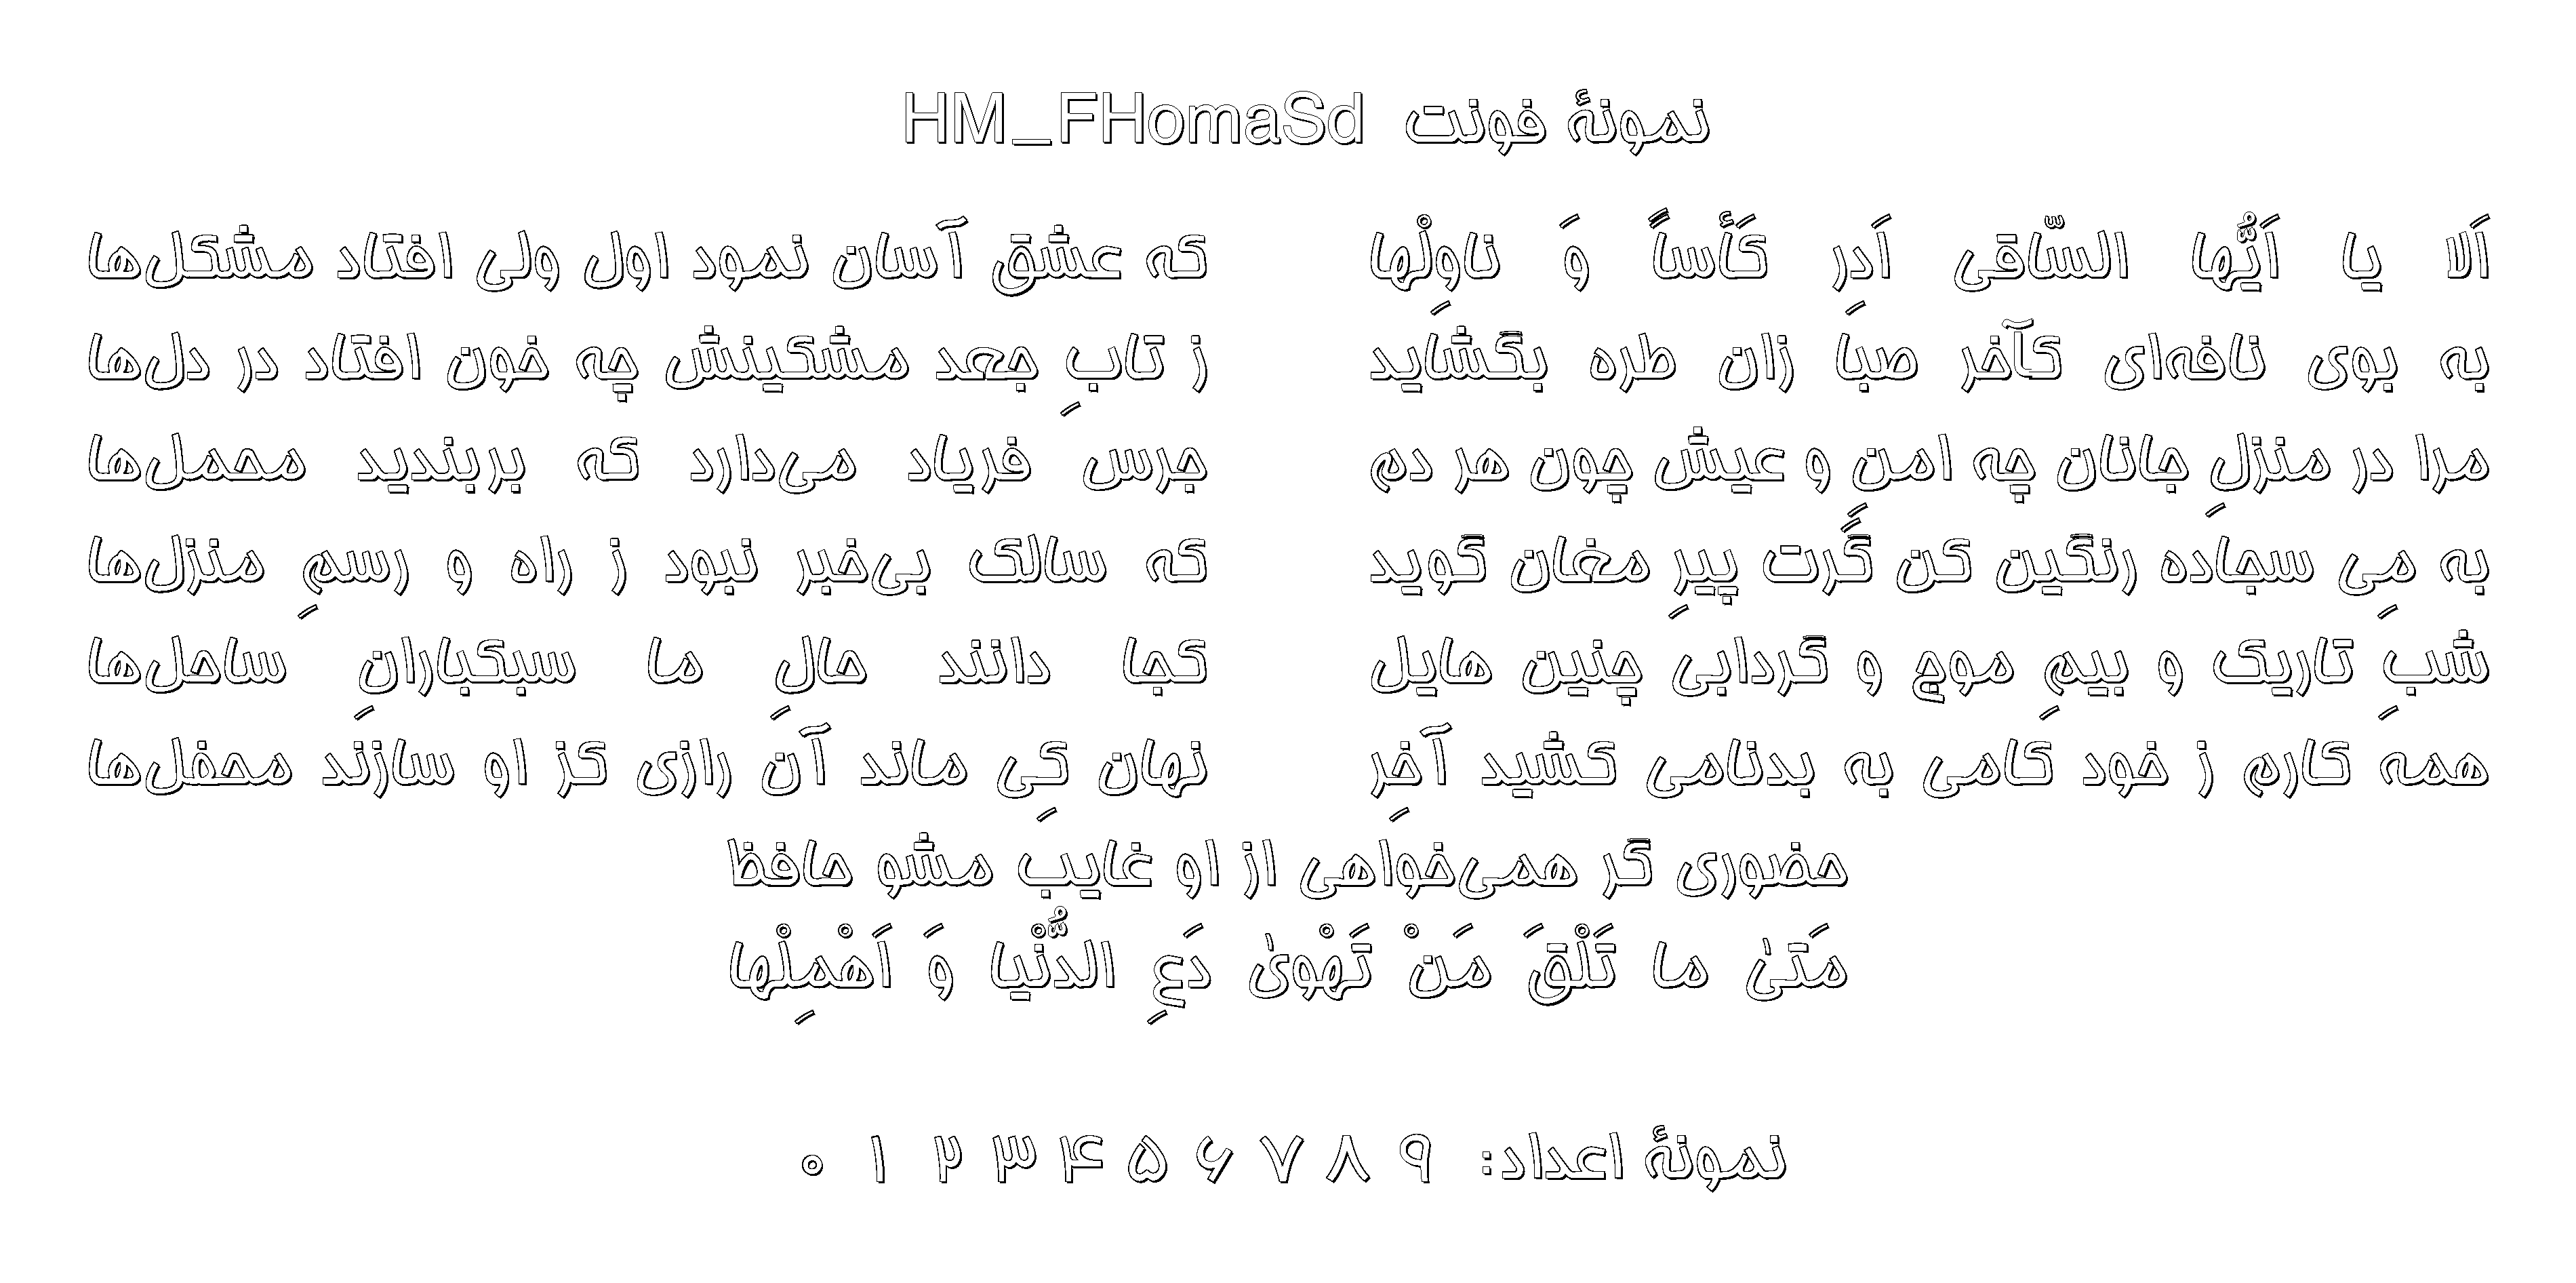 نمونهٔ فونت HM_FHomaSd
اَلا یا اَیُّها السّاقی اَدِر کَأساً وَ ناوِلْها که عشق آسان نمود اول ولی افتاد مشکل‌ها
به بوی نافه‌ای کآخر صبا زان طره بگشاید ز تابِ جعد مشکینش چه خون افتاد در دل‌ها
مرا در منزلِ جانان چه امنِ و عیش چون هر دم جرس فریاد می‌دارد که بربندید محمل‌ها
به مِی سجاده رنگین کن گَرت پیرِ مغان گوید که سالک بی‌خبر نبود ز راه و رسمِ منزل‌ها
شبِ تاریک و بیمِ موج و گردابی چنین هایل کجا دانند حالِ ما سبکبارانِ ساحل‌ها
همه کارم ز خود کامی به بدنامی کشید آخِر نهان کِی ماند آن رازی کز او سازند محفل‌ها
حضوری گر همی‌خواهی از او غایب مشو حافظ
مَتیٰ ما تَلْقَ مَنْ تَهْویٰ دَعِ الدُّنْیا وَ اَهْمِلْها
نمونهٔ اعداد: ۹ ۸ ۷ ۶ ۵ ۴ ۳ ۲ ۱ ۰